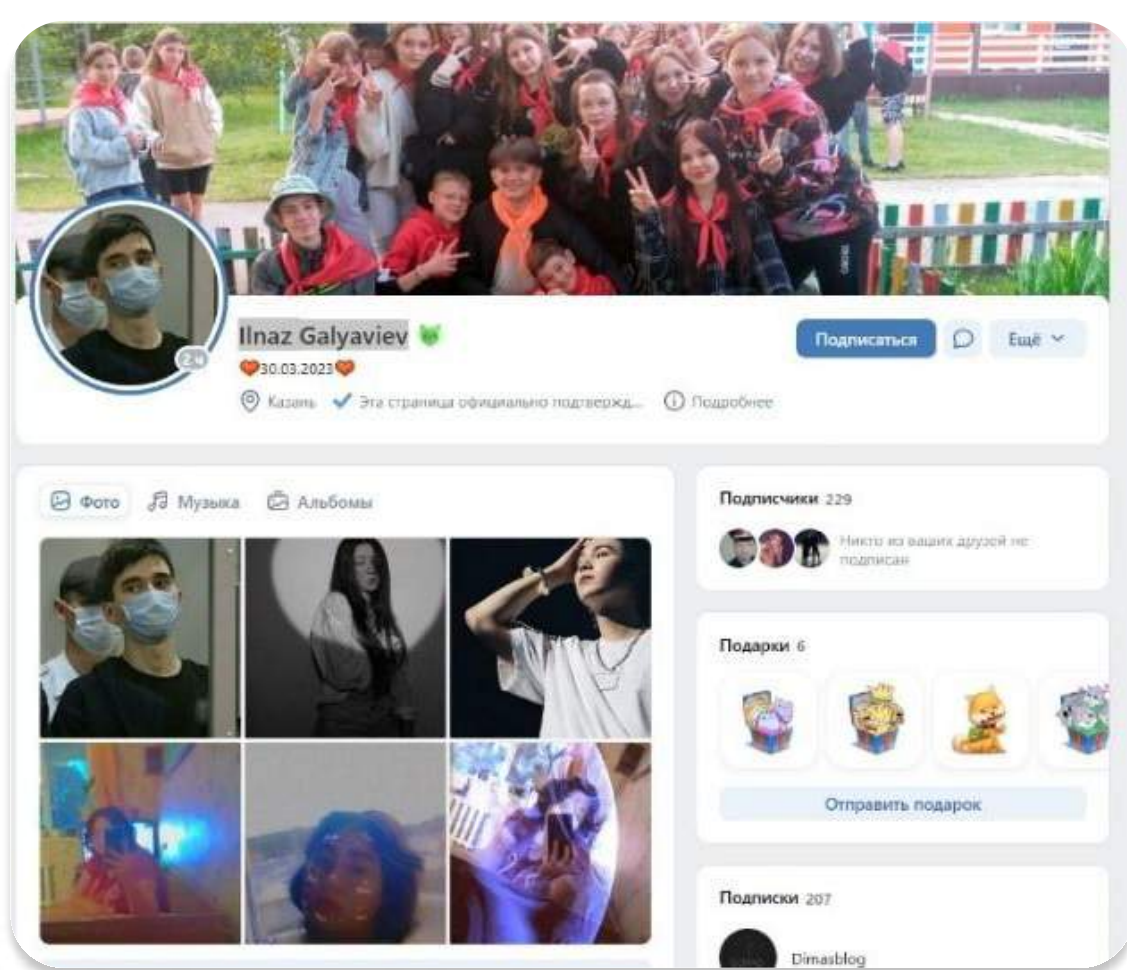 Ilnaz Galyaviev
30.03.2023
Подписаться
Ещё
Казань
Эта страница официально подтвержд...
Подробнее
Фото
Музыка
Альбомы
Подписчики 229
Никто из ваших друзей не
подписан
Подарки 6
Отправить подарок
Подписки 207
Dimasblog